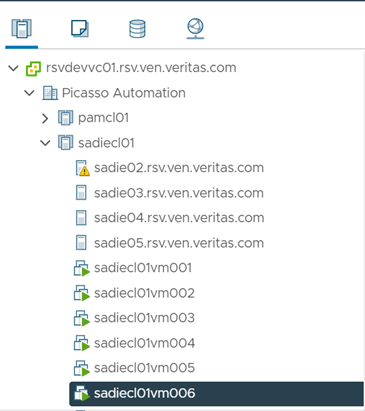 rsvdevvc01.rsv.ven.veritas.com
Picasso Automation
pamcl01
sadiecl01
sadie02.rsv.ven.veritas.com
sadie03.rsv.ven.veritas.com
sadie04.rsv.ven.veritas.com
sadie05.rsv.ven.veritas.com
sadiecl01vm001
sadiecl01vm002
sadiecl01vm003
sadiecl01vm004
sadiecl01vm005
sadiecl01vm006